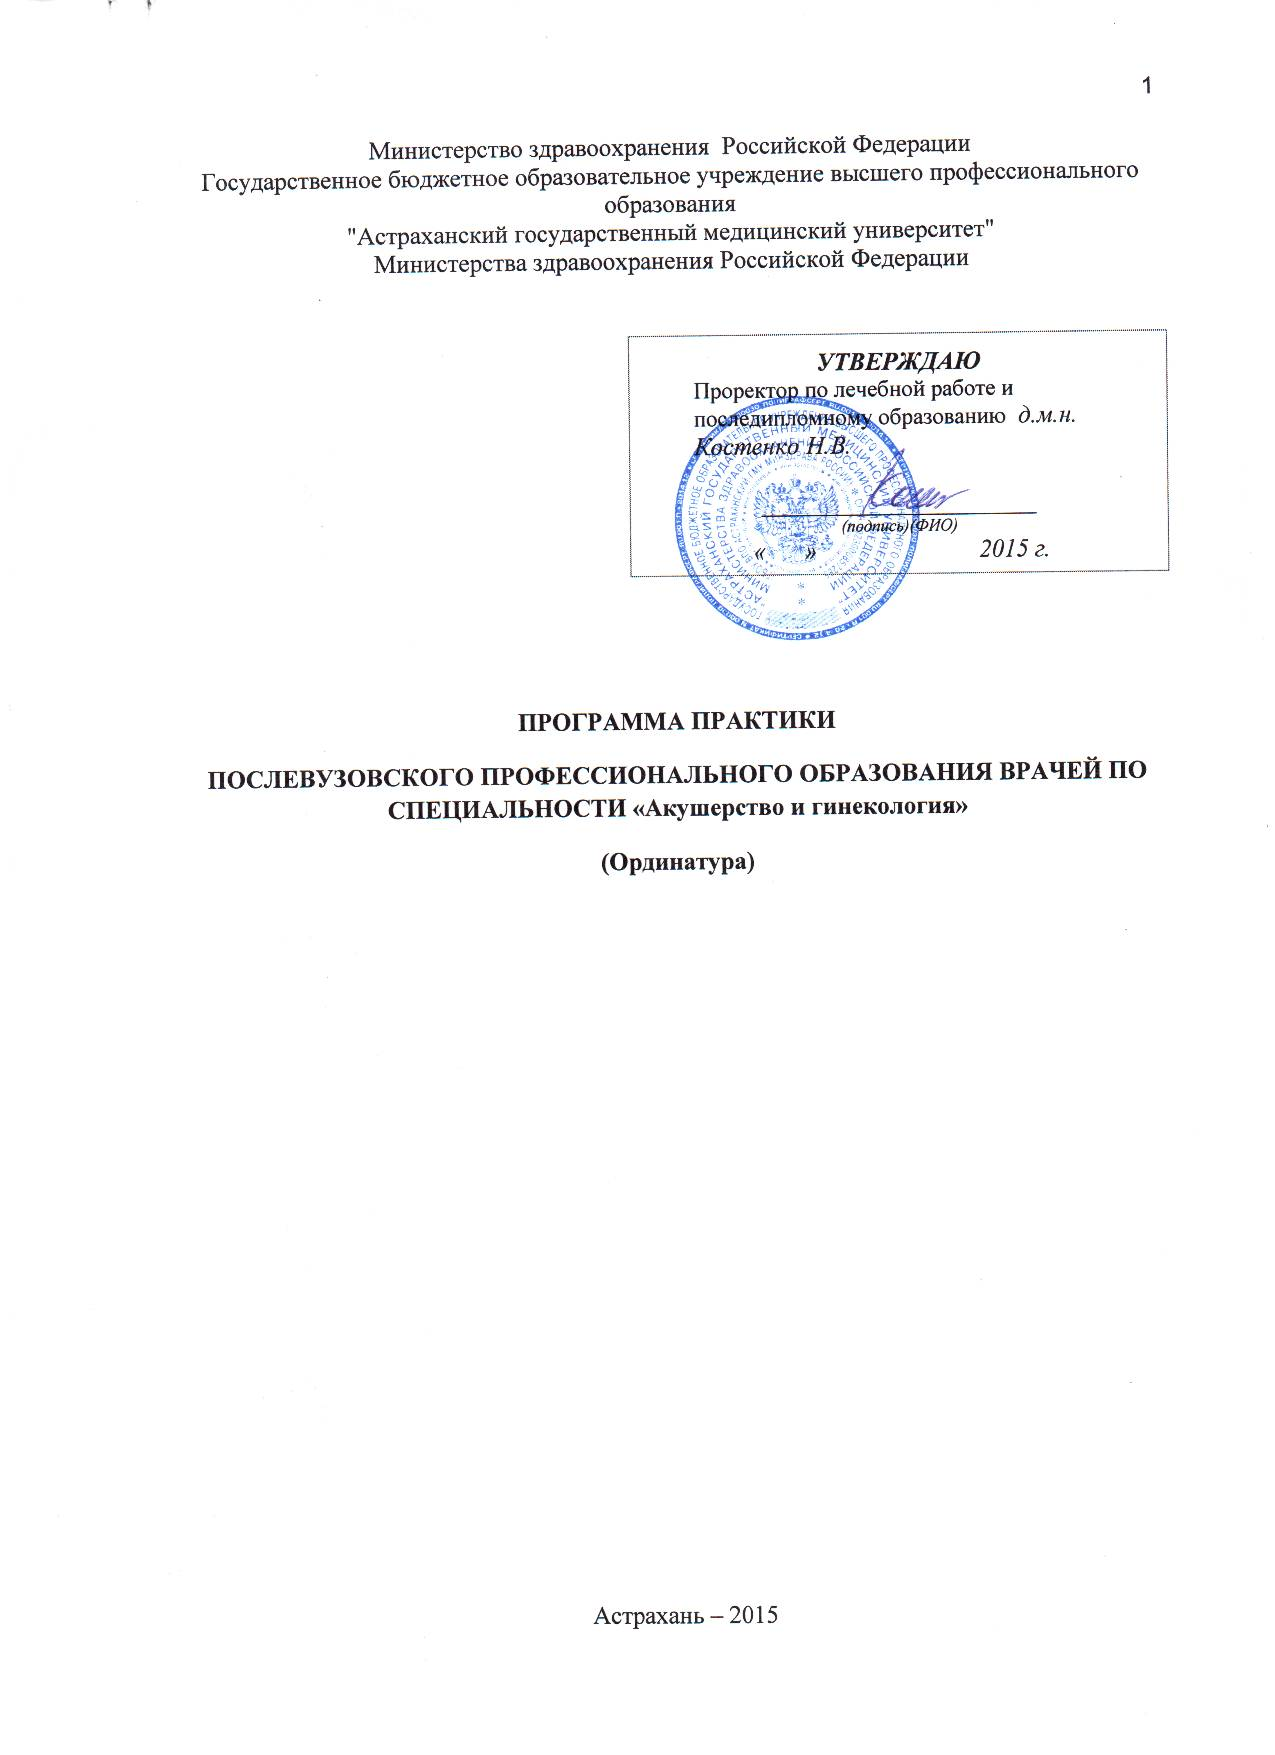 1
Министерство здравоохранения Российской Федерации
Государственное бюджетное образовательное учреждение высшего профессионального
образования
"Астраханский государственный медицинский университет"
Министерства здравоохранения Российской Федерации
УТВЕРЖДАЮ
Проректор по лечебной работе и
последипломному образованию д.м.н.
Костенко Н.В.
(подпись)(ФИО)
« » 2015 г.
ПРОГРАММА ПРАКТИКИ
ПОСЛЕВУЗОВСКОГО ПРОФЕССИОНАЛЬНОГО ОБРАЗОВАНИЯ ВРАЧЕЙ ПО
СПЕЦИАЛЬНОСТИ «Акушерство и гинекология»
(Ординатура)
Астрахань – 2015